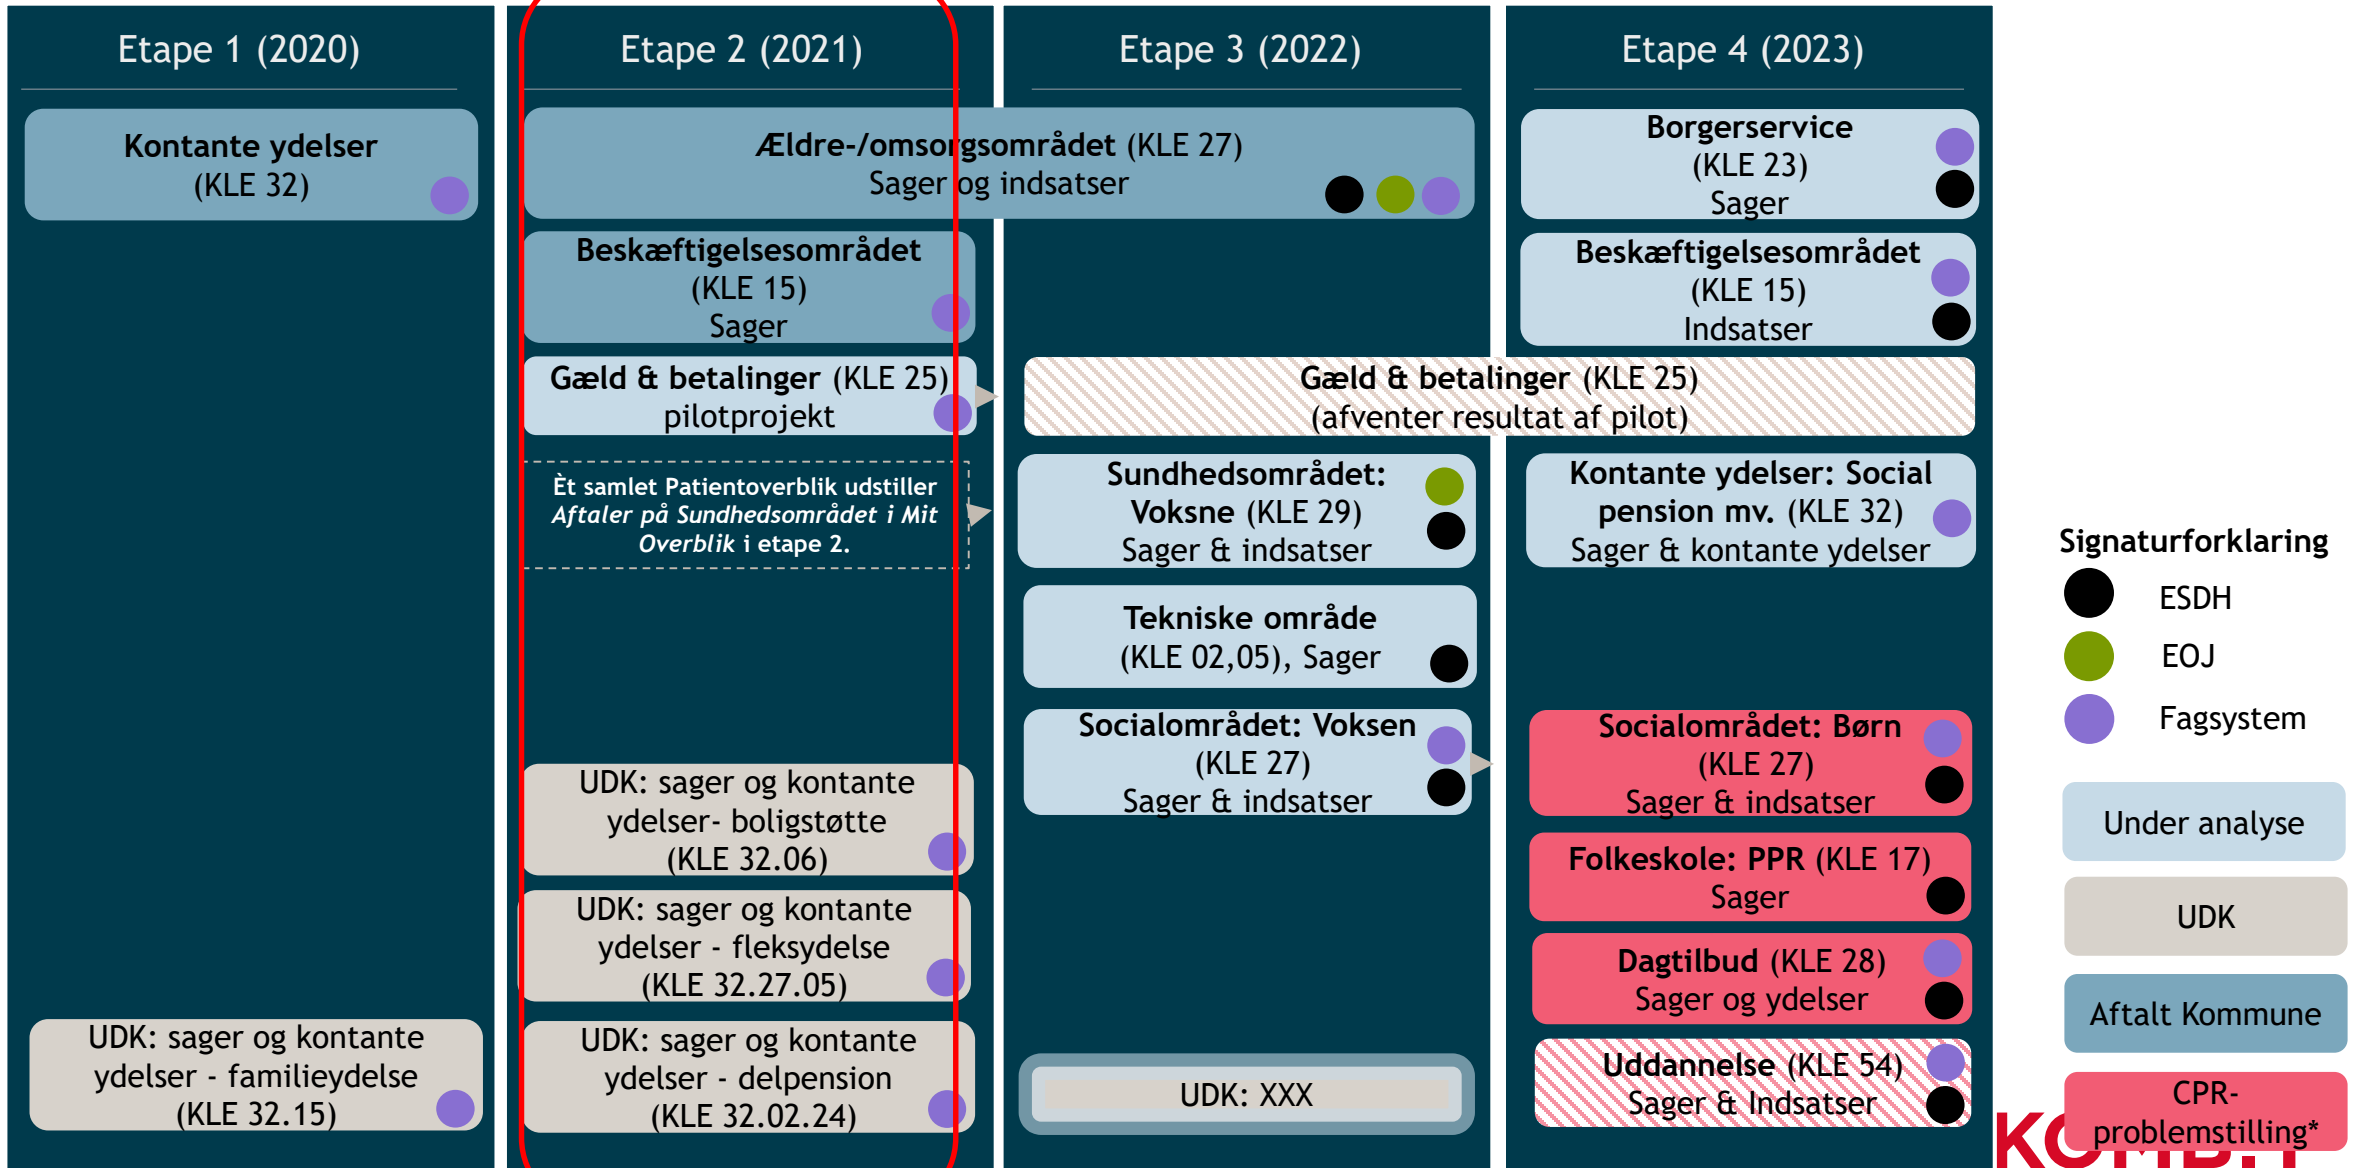 Etape 1 (2020)
Kontante ydelser
(KLE 32)
UDK: sager og kontante
ydelser - familieydelse
(KLE 32.15)
Etape 2 (2021)
Ældre-/omsorgsområdet (KLE 27)
Sager og indsatser
Beskæftigelsesområdet
(KLE 15)
Sager
Gæld & betalinger (KLE 25)
pilotprojekt
Èt samlet Patientoverblik udstiller
Aftaler på Sundhedsområdet i Mit
Overblik i etape 2.
UDK: sager og kontante
ydelser- boligstøtte
(KLE 32.06)
UDK: sager og kontante
ydelser - fleksydelse
(KLE 32.27.05)
UDK: sager og kontante
ydelser - delpension
(KLE 32.02.24)
Etape 3 (2022)
Gæld & betalinger (KLE 25)
(afventer resultat af pilot)
Sundhedsområdet:
Voksne (KLE 29)
Sager & indsatser
Tekniske område
(KLE 02,05), Sager
Socialområdet: Voksen
(KLE 27)
Sager & indsatser
UDK: XXX
Etape 4 (2023)
Borgerservice
(KLE 23)
Sager
Beskæftigelsesområdet
(KLE 15)
Indsatser
Kontante ydelser: Social
pension mv. (KLE 32)
Sager & kontante ydelser
Socialområdet: Børn
(KLE 27)
Sager & indsatser
Folkeskole: PPR (KLE 17)
Sager
Dagtilbud (KLE 28)
Sager og ydelser
Uddannelse (KLE 54)
Sager & Indsatser
Signaturforklaring
ESDH
EOJ
Fagsystem
Under analyse
UDK
Aftalt Kommune
CPR-
problemstilling*